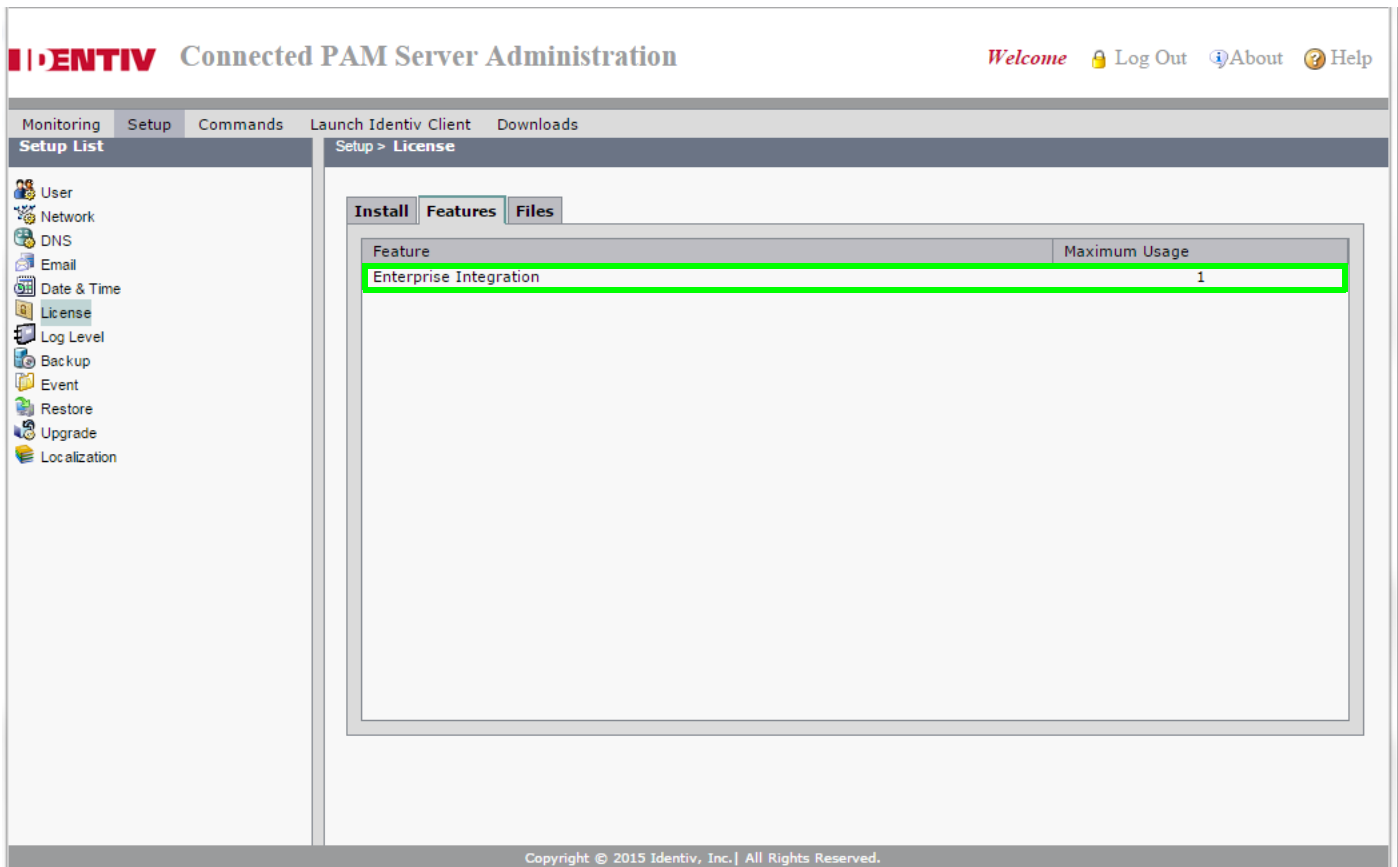 IDENTIV Connected PAM Server Administration Welcome Log Out About Help
Monitoring Setup Commands Launch Identiv Client Downloads
Setup List Setup > License
User
Network
DNS
Email
Date & Time
License
Log Level
Backup
Event
Restore
Upgrade
Localization
Install Features Files
Feature Maximum Usage
Enterprise Integration 1
Copyright © 2015 Identiv, Inc.| All Rights Reserved.